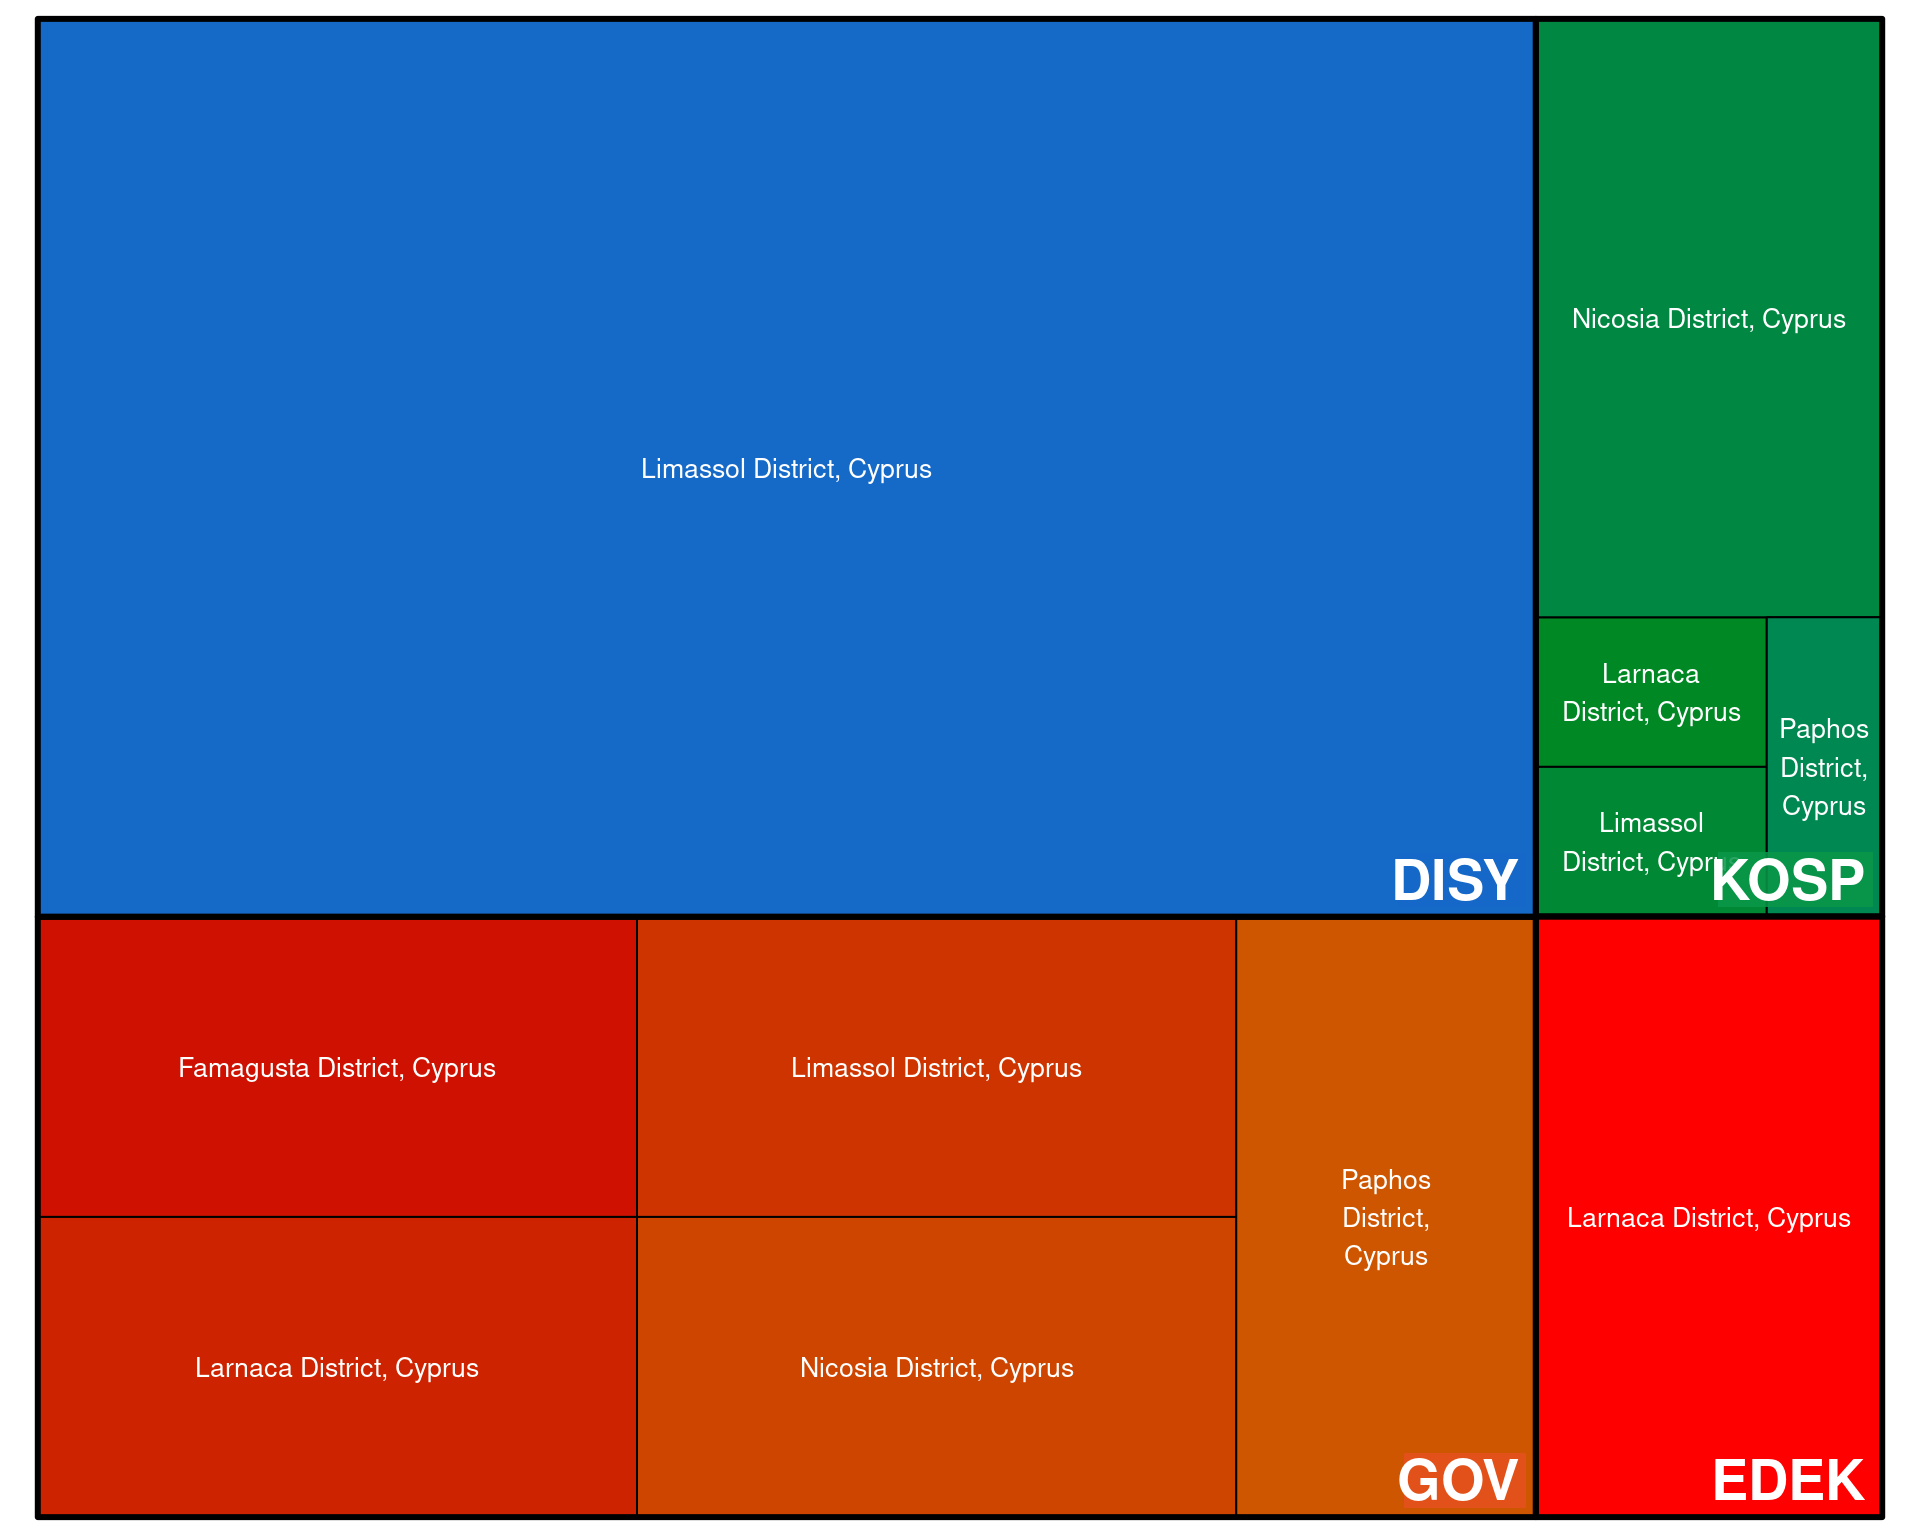 Limassol District, Cyprus
DISY
Nicosia District, Cyprus
Larnaca
District, Cyprus
Limassol
District, Cyprus
Paphos
District,
Cyprus
KOSP
Famagusta District, Cyprus
Limassol District, Cyprus
Larnaca District, Cyprus
Nicosia District, Cyprus
Paphos
District,
Cyprus
GOV
Larnaca District, Cyprus
EDEK